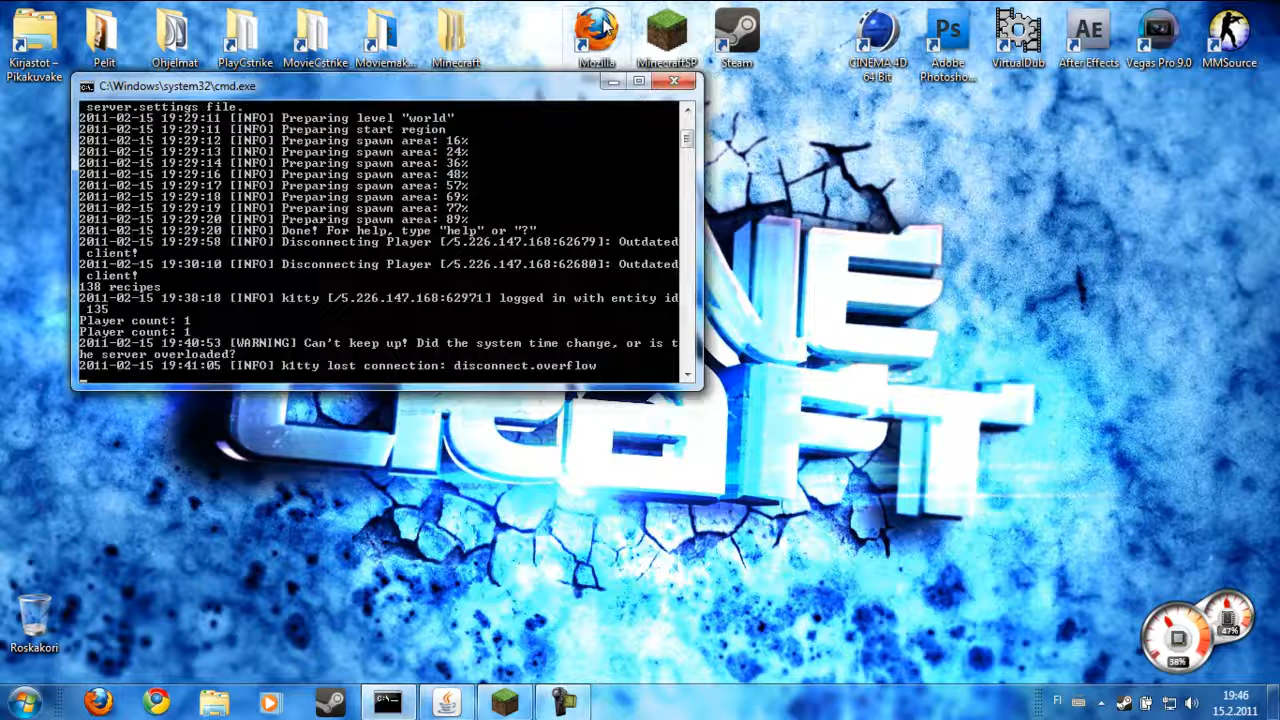 Kirjastot –
Pikakuvake
Pelit
Ohjelmat
PlayCstrike
MovieCstrike
Moviemak...
Minecraft
Mozilla
MinecraftSP
Steam
CINEMA 4D
64 Bit
Adobe
Photosho...
VirtualDub
After Effects
Vegas Pro 9.0
MMSource
C:\Windows\system32\cmd.exe
server.settings file.
2011-02-15 19:29:11 [INFO] Preparing level "world"
2011-02-15 19:29:11 [INFO] Preparing start region
2011-02-15 19:29:12 [INFO] Preparing spawn area: 16%
2011-02-15 19:29:13 [INFO] Preparing spawn area: 24%
2011-02-15 19:29:14 [INFO] Preparing spawn area: 36%
2011-02-15 19:29:16 [INFO] Preparing spawn area: 48%
2011-02-15 19:29:17 [INFO] Preparing spawn area: 57%
2011-02-15 19:29:18 [INFO] Preparing spawn area: 69%
2011-02-15 19:29:19 [INFO] Preparing spawn area: 77%
2011-02-15 19:29:20 [INFO] Preparing spawn area: 89%
2011-02-15 19:29:20 [INFO] Done! For help, type "help" or "?"
2011-02-15 19:29:58 [INFO] Disconnecting Player [/5.226.147.168:62679]: Outdated
client!
2011-02-15 19:30:10 [INFO] Disconnecting Player [/5.226.147.168:62680]: Outdated
client!
138 recipes
2011-02-15 19:38:18 [INFO] k1tty [/5.226.147.168:62971] logged in with entity id
135
Player count: 1
Player count: 1
2011-02-15 19:40:53 [WARNING] Can't keep up! Did the system time change, or is t
he server overloaded?
2011-02-15 19:41:05 [INFO] k1tty lost connection: disconnect.overflow
CRAFT
Roskakori
47%
38%
C:\
FI
19:46
15.2.2011